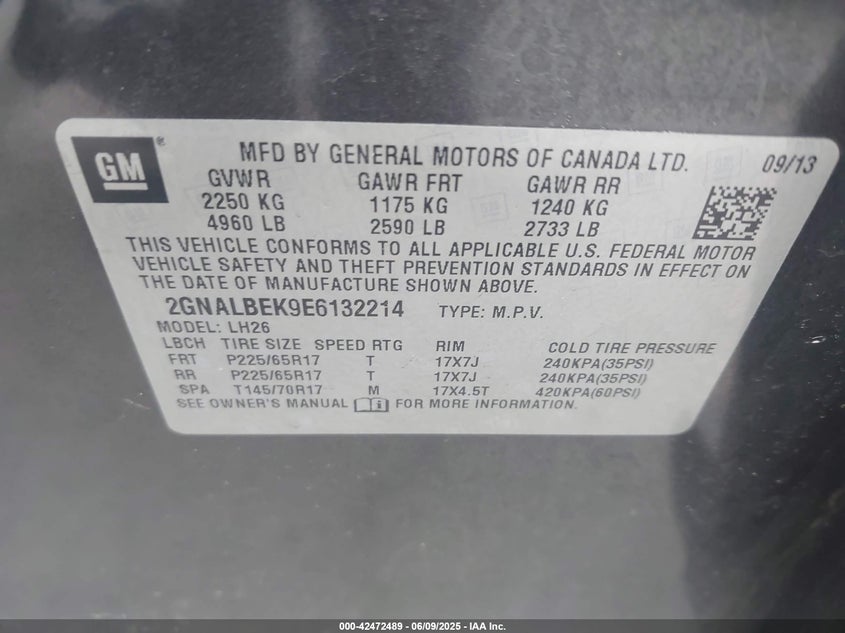 GM®
MFD BY GENERAL MOTORS OF CANADA LTD. 09/13
GVWR GAWR FRT GAWR RR
2250 KG 1175 KG 1240 KG
4960 LB 2590 LB 2733 LB
THIS VEHICLE CONFORMS TO ALL APPLICABLE U.S. FEDERAL MOTOR
VEHICLE SAFETY AND THEFT PREVENTION STANDARDS IN EFFECT ON
THE DATE OF MANUFACTURE SHOWN ABOVE.
2GNALBEK9E6132214 TYPE: M.P.V.
MODEL: LH26
LBCH TIRE SIZE SPEED RTG RIM COLD TIRE PRESSURE
FRT P225/65R17 T 17X7J 240KPA(35PSI)
RR P225/65R17 T 17X7J 240KPA(35PSI)
SPA T145/70R17 M 17X4.5T 420KPA(60PSI)
SEE OWNER'S MANUAL FOR MORE INFORMATION.
000-42472489 | 06/09/2025 - IAA Inc.